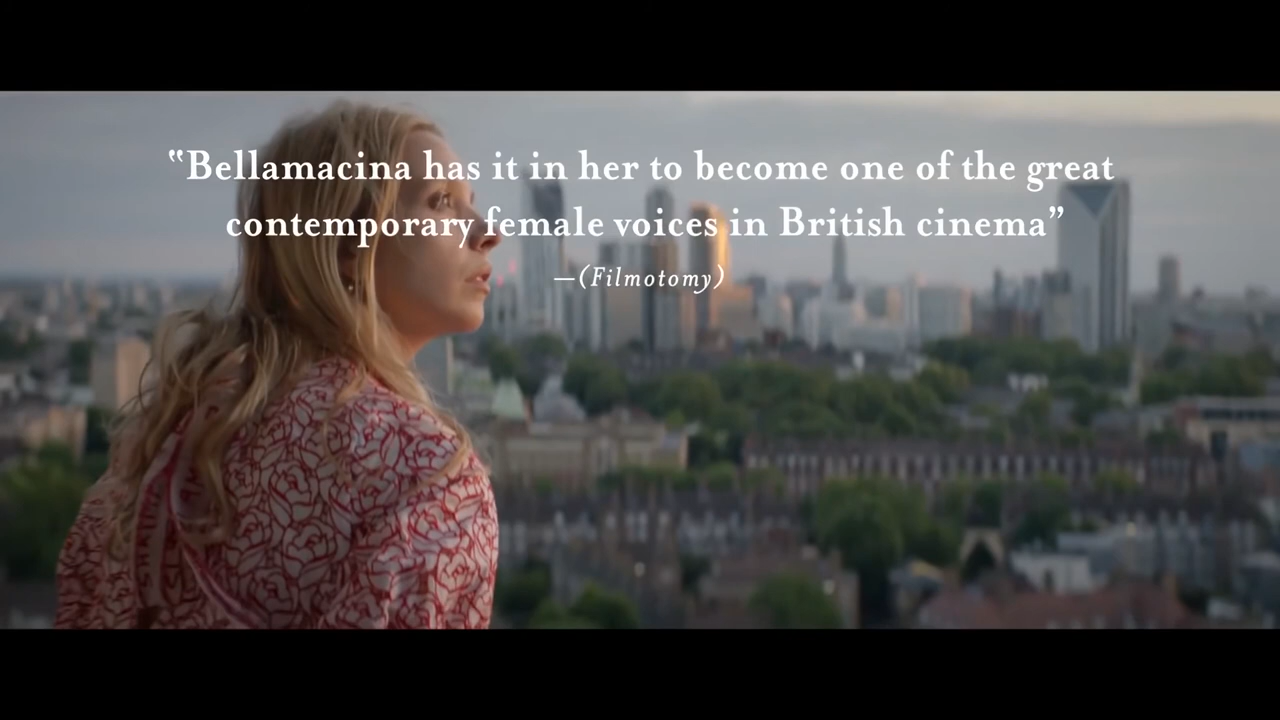 “Bellamacina has it in her to become one of the great
contemporary female voices in British cinema”
—(Filmotomy)